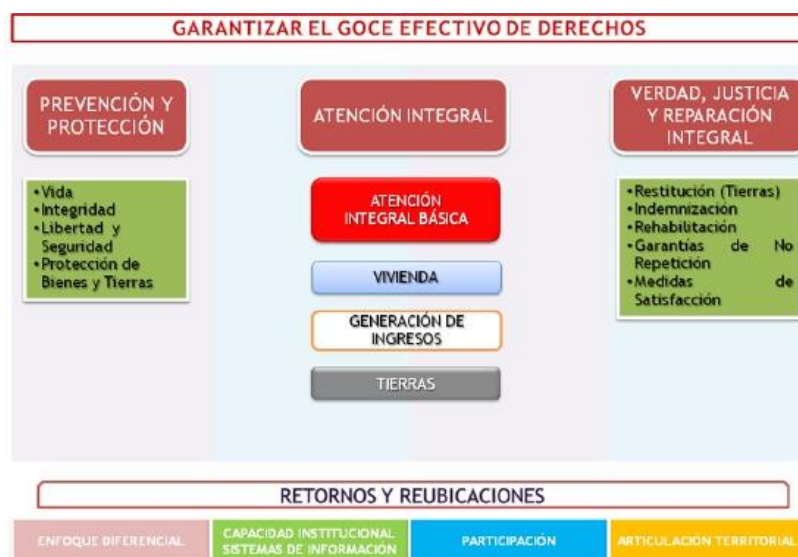 GARANTIZAR EL GOCE EFECTIVO DE DERECHOS
PREVENCIÓN Y
PROTECCIÓN
• Vida
• Integridad
• Libertad y
Seguridad
• Protección de
Bienes y Tierras
ATENCIÓN INTEGRAL
ATENCIÓN
INTEGRAL BÁSICA
VIVIENDA
GENERACIÓN DE
INGRESOS
TIERRAS
VERDAD, JUSTICIA
Y REPARACIÓN
INTEGRAL
• Restitución (Tierras)
• Indemnización
• Rehabilitación
• Garantías de No
Repetición
• Medidas de
Satisfacción
RETORNOS Y REUBICACIONES
ENFOQUE DIFERENCIAL
CAPACIDAD INSTITUCIONAL
SISTEMAS DE INFORMACIÓN
PARTICIPACIÓN
ARTICULACIÓN TERRITORIAL